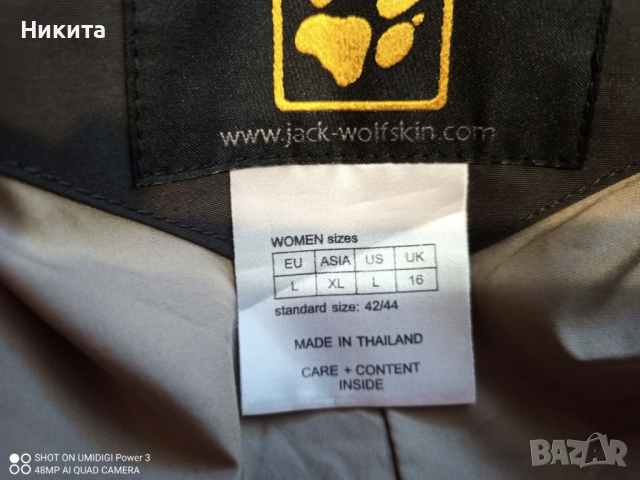 Никита
www.jack-wolfskin.com
WOMEN sizes
EU ASIA US UK
L XL L 16
standard size: 42/44
MADE IN THAILAND
CARE + CONTENT
INSIDE
SHOT ON UMIDIGI Power 3
48MP AI QUAD CAMERA
BAZAR